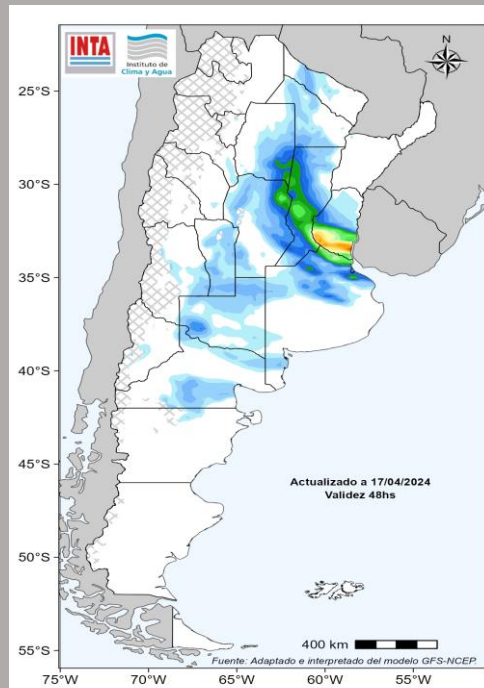 INTA
Instituto de
Clima y Agua
N
25°S
30°S
35°S
40°S
45°S
50°S
55°S
Actualizado a 17/04/2024
Validez 48hs
400 km
Fuente: Adaptado e interpretado del modelo GFS-NCEP.
75°W
70°W
65°W
60°W
55°W